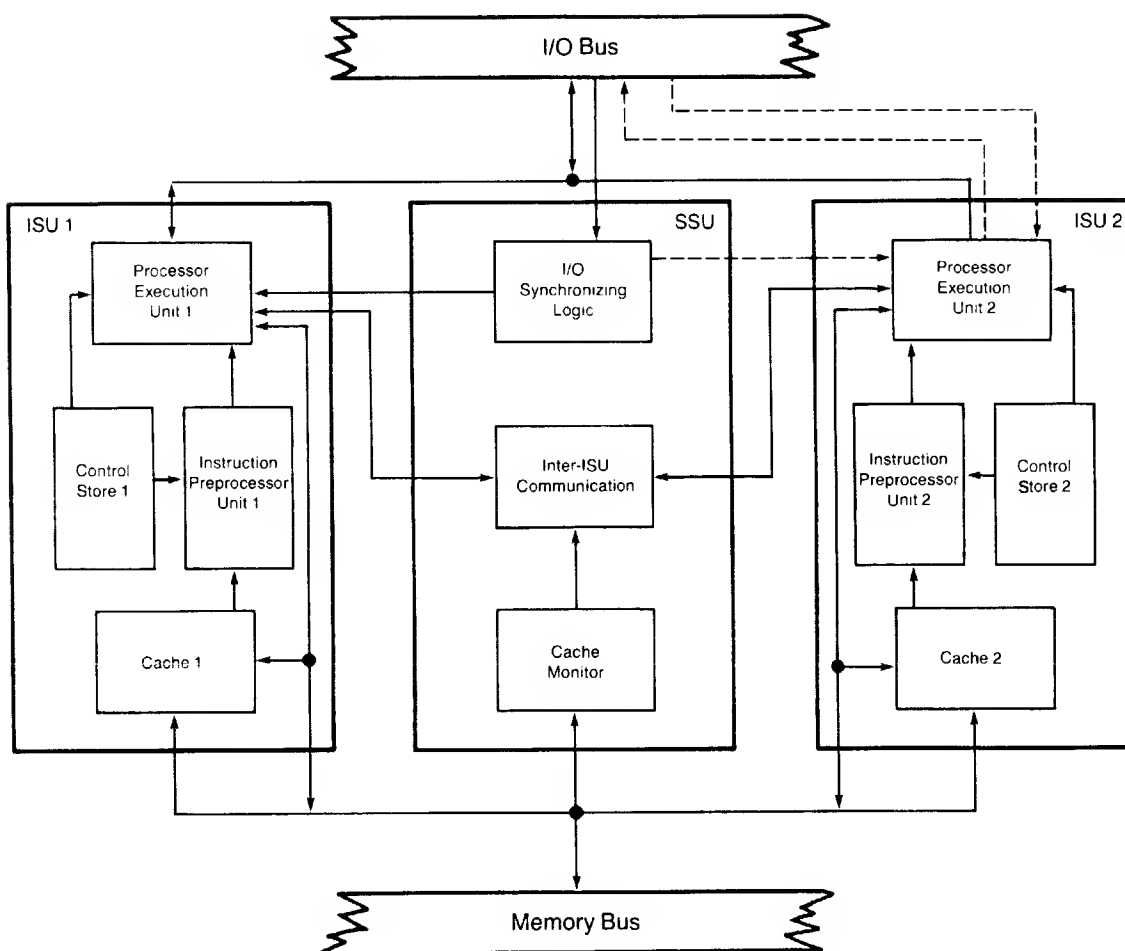 I/O Bus
ISU 1
SSU
ISU 2
Processor
Execution
Unit 1
I/O
Synchronizing
Logic
Processor
Execution
Unit 2
Control
Store 1
Instruction
Preprocessor
Unit 1
Inter-ISU
Communication
Instruction
Preprocessor
Unit 2
Control
Store 2
Cache 1
Cache
Monitor
Cache 2
Memory Bus